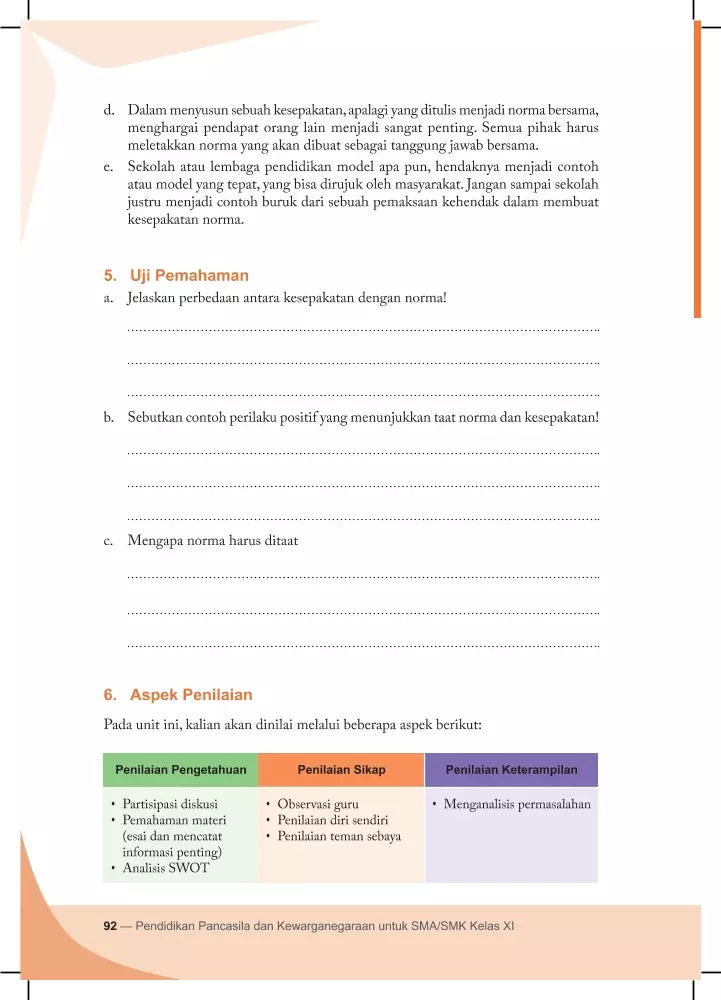 d. Dalam menyusun sebuah kesepakatan, apalagi yang ditulis menjadi norma bersama,
menghargai pendapat orang lain menjadi sangat penting. Semua pihak harus
meletakkan norma yang akan dibuat sebagai tanggung jawab bersama.
e. Sekolah atau lembaga pendidikan model apa pun, hendaknya menjadi contoh
atau model yang tepat, yang bisa dirujuk oleh masyarakat. Jangan sampai sekolah
justru menjadi contoh buruk dari sebuah pemaksaan kehendak dalam membuat
kesepakatan norma.
5. Uji Pemahaman
a. Jelaskan perbedaan antara kesepakatan dengan norma!
b. Sebutkan contoh perilaku positif yang menunjukkan taat norma dan kesepakatan!
c. Mengapa norma harus ditaat
6. Aspek Penilaian
Pada unit ini, kalian akan dinilai melalui beberapa aspek berikut:
Penilaian Pengetahuan
• Partisipasi diskusi
• Pemahaman materi
(esai dan mencatat
informasi penting)
• Analisis SWOT
Penilaian Sikap
• Observasi guru
• Penilaian diri sendiri
• Penilaian teman sebaya
Penilaian Keterampilan
• Menganalisis permasalahan
92 — Pendidikan Pancasila dan Kewarganegaraan untuk SMA/SMK Kelas XI